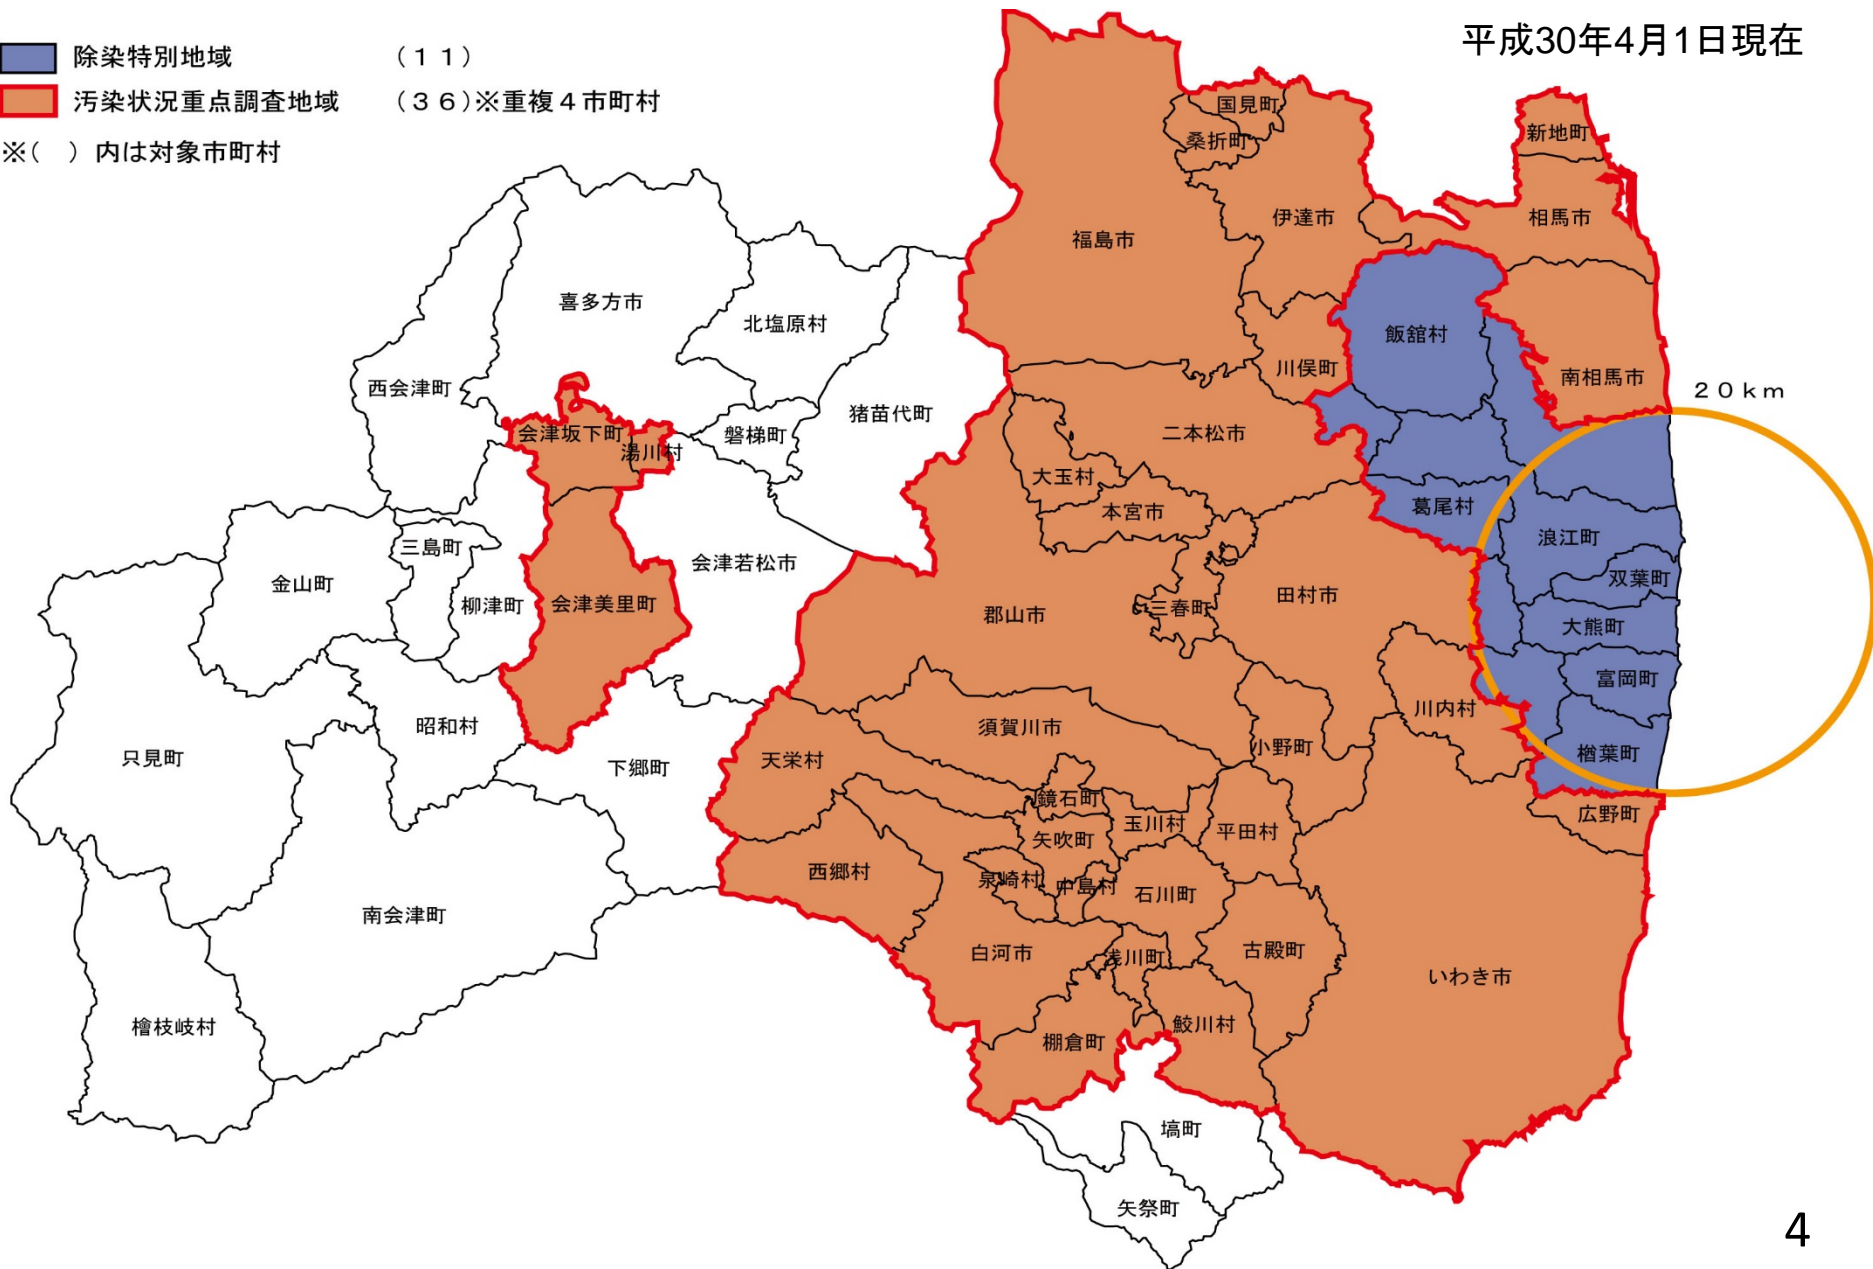 平成30年4月1日現在
除染特別地域 （１１）
汚染状況重点調査地域 （３６）※重複４市町村
※（ ）内は対象市町村
国見町
桑折町
新地町
伊達市
相馬市
福島市
喜多方市
北塩原村
飯舘村
川俣町
南相馬市
西会津町
２０ｋｍ
猪苗代町
会津坂下町
磐梯町
二本松市
湯川村
大玉村
本宮市
葛尾村
浪江町
三島町
会津若松市
金山町
双葉町
柳津町
会津美里町
郡山市
三春町
田村市
大熊町
富岡町
川内村
昭和村
須賀川市
小野町
楢葉町
只見町
下郷町
天栄村
鏡石町
広野町
玉川村
平田村
矢吹町
西郷村
泉崎村
中島村
石川町
南会津町
白河市
浅川町
古殿町
いわき市
檜枝岐村
鮫川村
棚倉町
塙町
矢祭町
4